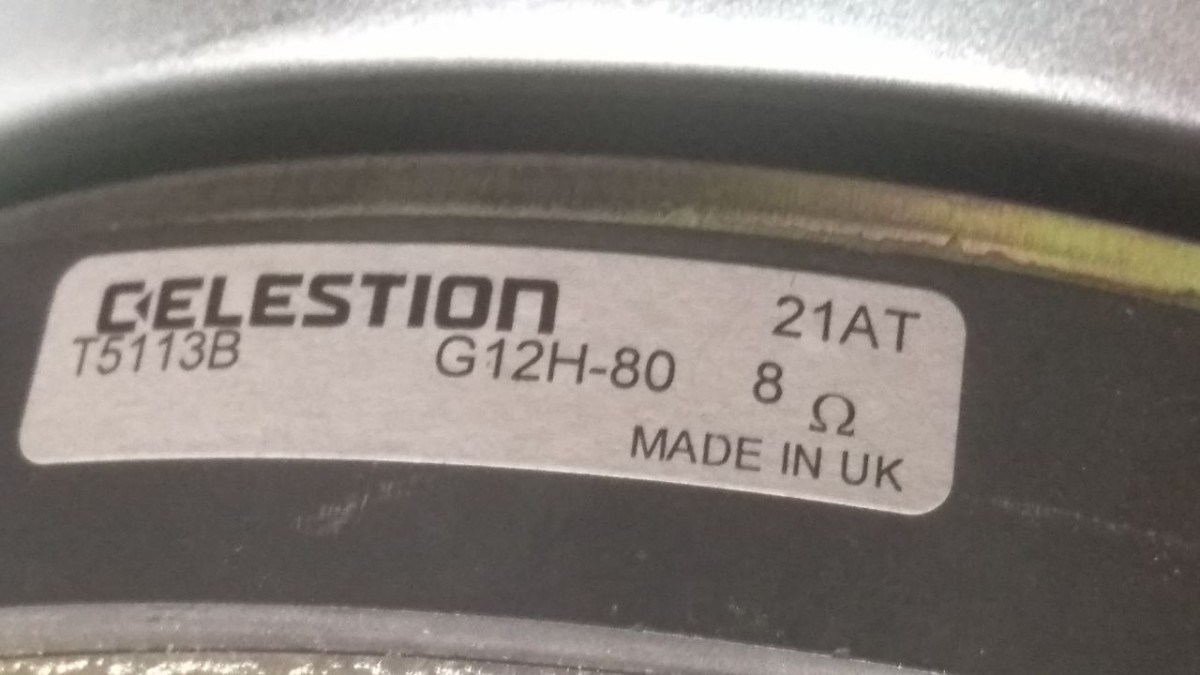 CELESTION 21AT
T5113B G12H-80 8 Ω
MADE IN UK